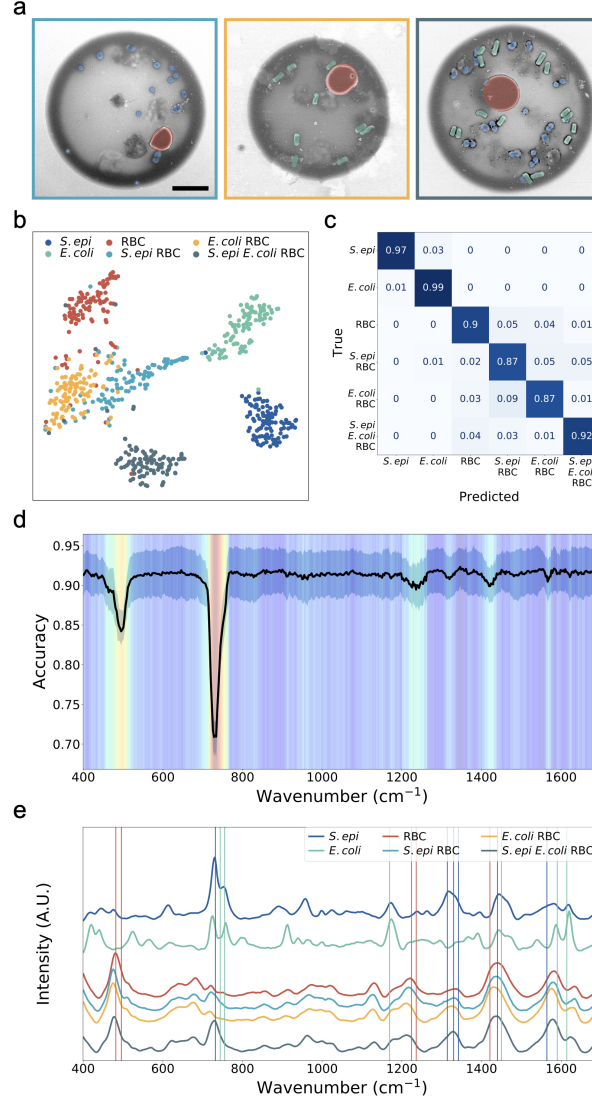 a
b
S. epi RBC E. coli RBC
E. coli S. epi RBC S. epi E. coli RBC
c
True
S. epi 0.97 0.03 0 0 0 0
E. coli 0.01 0.99 0 0 0 0
RBC 0 0 0.9 0.05 0.04 0.01
S. epi RBC 0 0.01 0.02 0.87 0.05 0.05
E. coli RBC 0 0 0.03 0.09 0.87 0.01
S. epi E. coli RBC 0 0 0.04 0.03 0.01 0.92
S. epi E. coli RBC S. epi RBC E. coli RBC S. epi E. coli RBC
Predicted
d
Accuracy
0.95
0.90
0.85
0.80
0.75
0.70
400 600 800 1000 1200 1400 1600
Wavenumber (cm⁻¹)
e
S. epi RBC E. coli RBC
E. coli S. epi RBC S. epi E. coli RBC
Intensity (A.U.)
400 600 800 1000 1200 1400 1600
Wavenumber (cm⁻¹)